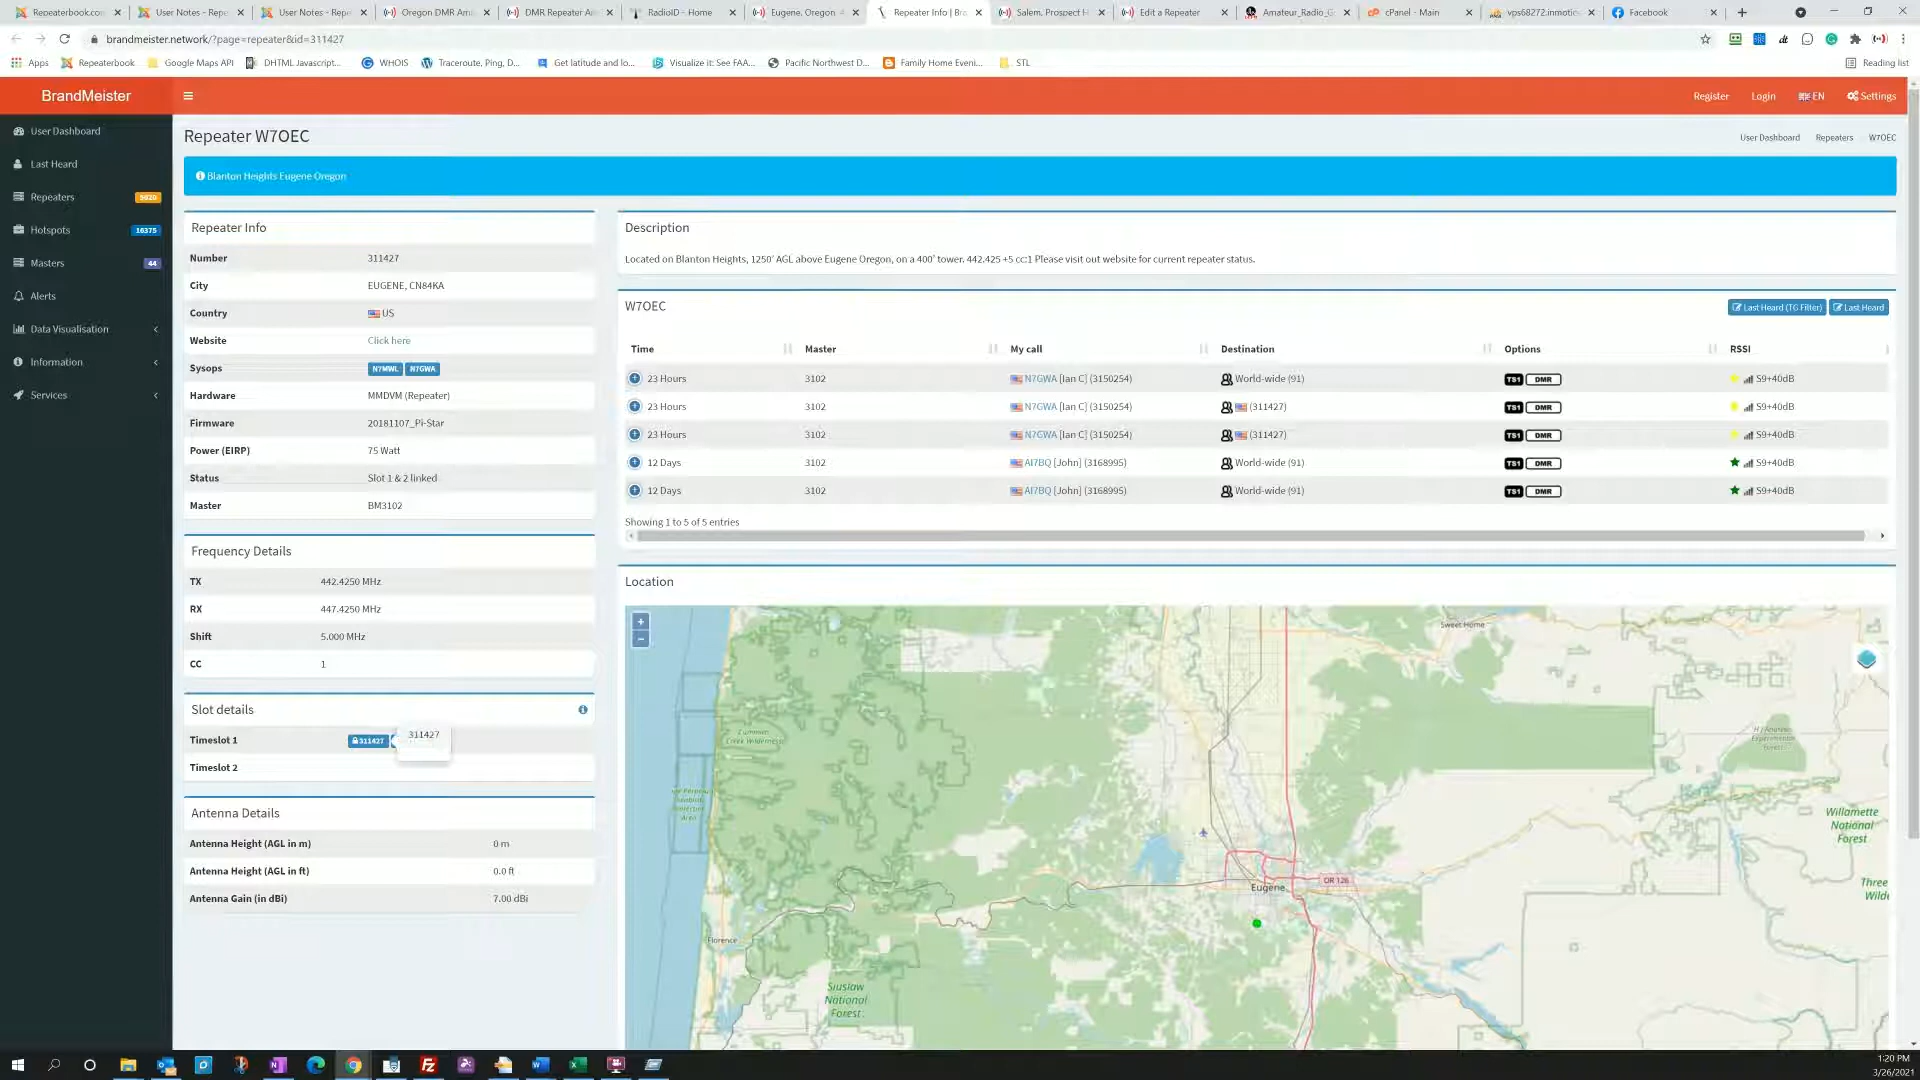 Repeaterbook.com
User Notes - Repe
User Notes - Repe
Oregon DMR Am
DMR Repeater A
RadioID - Home
Eugene, Oregon
Repeater Info | Bra
Salem, Prospect H
Edit a Repeater
Amateur_Radio_G
cPanel - Main
vps68272.inmotio
Facebook
brandmeister.network/?page=repeater&id=311427
Apps
Repeaterbook
Google Maps API
DHTML Javascript...
WHOIS
Traceroute, Ping, D...
Get latitude and lo...
Visualize it: See FAA...
Pacific Northwest D...
Family Home Eveni...
STL
Reading list
BrandMeister
Register
Login
EN
Settings
User Dashboard
Last Heard
Repeaters
Hotspots 16375
Masters 44
Alerts
Data Visualisation
Information
Services
Repeater W7OEC
User Dashboard
Repeaters
W7OEC
Blanton Heights Eugene Oregon
Repeater Info
Number 311427
City EUGENE, CN84KA
Country US
Website Click here
Sysops N7MWL N7GWA
Hardware MMDVM (Repeater)
Firmware 20181107_Pi-Star
Power (EIRP) 75 Watt
Status Slot 1 & 2 linked
Master BM3102
Frequency Details
TX 442.4250 MHz
RX 447.4250 MHz
Shift 5.000 MHz
CC 1
Slot details
Timeslot 1 311427
311427
Timeslot 2
Antenna Details
Antenna Height (AGL in m) 0 m
Antenna Height (AGL in ft) 0.0 ft
Antenna Gain (in dBi) 7.00 dBi
Description
Located on Blanton Heights, 1250' AGL above Eugene Oregon, on a 400' tower. 442.425 +5 cc:1 Please visit out website for current repeater status.
W7OEC
Last Heard (TG Filter)
Last Heard
Time Master My call Destination Options RSSI
23 Hours 3102 N7GWA [Ian C] (3150254) World-wide (91) TS1 DMR S9+40dB
23 Hours 3102 N7GWA [Ian C] (3150254) (311427) TS1 DMR S9+40dB
23 Hours 3102 N7GWA [Ian C] (3150254) (311427) TS1 DMR S9+40dB
12 Days 3102 AI7BQ [John] (3168995) World-wide (91) TS1 DMR S9+40dB
12 Days 3102 AI7BQ [John] (3168995) World-wide (91) TS1 DMR S9+40dB
Showing 1 to 5 of 5 entries
Location
+
−
Sweet Home
Cummins
Creek Wilderness
H J Andrews
Experimental
Forest
Willamette
National
Forest
OR 126
Eugene
Three
Wilde
Florence
Siuslaw
National
Forest
1:20 PM
3/26/2021